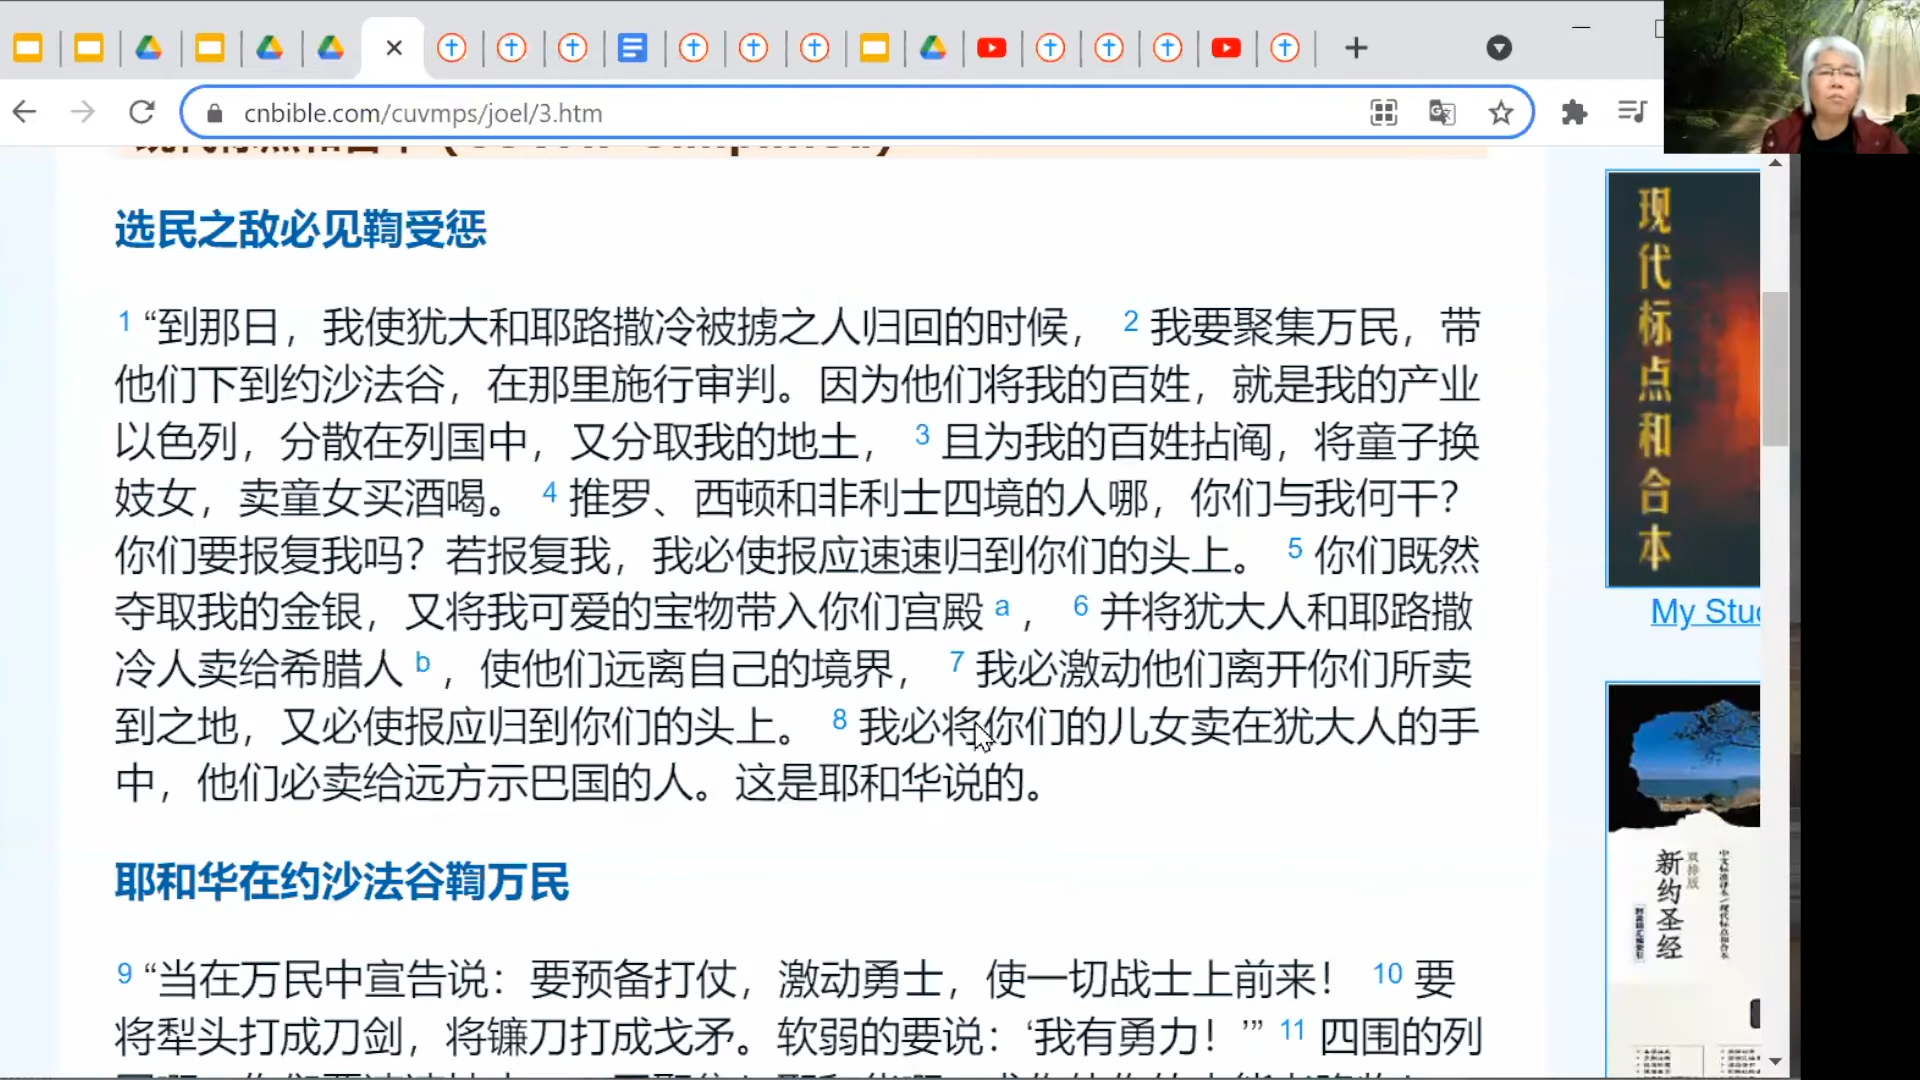 cnbible.com/cuvmps/joel/3.htm
选民之敌必见鞫受惩
1 “到那日，我使犹大和耶路撒冷被掳之人归回的时候， 2 我要聚集万民，带
他们下到约沙法谷，在那里施行审判。因为他们将我的百姓，就是我的产业
以色列，分散在列国中，又分取我的地土， 3 且为我的百姓拈阄，将童子换
妓女，卖童女买酒喝。 4 推罗、西顿和非利士四境的人哪，你们与我何干？
你们要报复我吗？若报复我，我必使报应速速归到你们的头上。 5 你们既然
夺取我的金银，又将我可爱的宝物带入你们宫殿 a ， 6 并将犹大人和耶路撒
冷人卖给希腊人 b ，使他们远离自己的境界， 7 我必激动他们离开你们所卖
到之地，又必使报应归到你们的头上。 8 我必将你们的儿女卖在犹大人的手
中，他们必卖给远方示巴国的人。这是耶和华说的。
耶和华在约沙法谷鞫万民
9 “当在万民中宣告说：要预备打仗，激动勇士，使一切战士上前来！ 10 要
将犁头打成刀剑，将镰刀打成戈矛。软弱的要说：‘我有勇力！’” 11 四围的列
现代标点和合本
My Stu
新约圣经
双排版